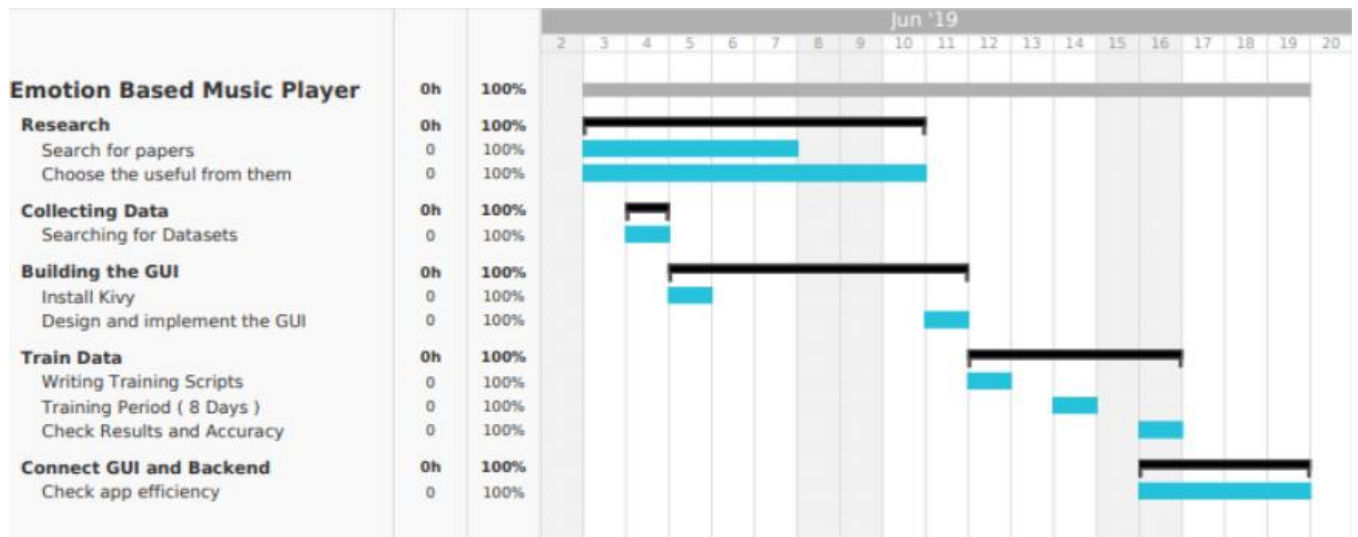 Jun '19
2 3 4 5 6 7 8 9 10 11 12 13 14 15 16 17 18 19 20
Emotion Based Music Player 0h 100%
Research 0h 100%
Search for papers 0 100%
Choose the useful from them 0 100%
Collecting Data 0h 100%
Searching for Datasets 0 100%
Building the GUI 0h 100%
Install Kivy 0 100%
Design and implement the GUI 0 100%
Train Data 0h 100%
Writing Training Scripts 0 100%
Training Period ( 8 Days ) 0 100%
Check Results and Accuracy 0 100%
Connect GUI and Backend 0h 100%
Check app efficiency 0 100%